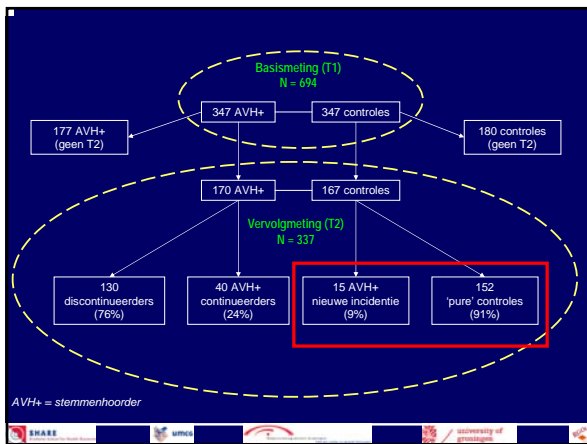 Basismeting (T1)
N = 694
347 AVH+
347 controles
177 AVH+
(geen T2)
180 controles
(geen T2)
170 AVH+
167 controles
Vervolgmeting (T2)
N = 337
130
discontinueerders
(76%)
40 AVH+
continueerders
(24%)
15 AVH+
nieuwe incidentie
(9%)
152
'pure' controles
(91%)
AVH+ = stemmenhoorder
SHARE
umcg
university of
groningen